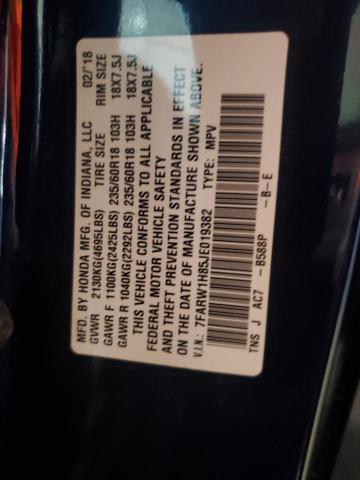 MFD. BY HONDA MFG. OF INDIANA, LLC 02/'18
GVWR 2130KG(4695LBS) TIRE SIZE RIM SIZE
GAWR F 1100KG(2425LBS) 235/60R18 103H 18X7.5J
GAWR R 1040KG(2292LBS) 235/60R18 103H 18X7.5J
THIS VEHICLE CONFORMS TO ALL APPLICABLE
FEDERAL MOTOR VEHICLE SAFETY
AND THEFT PREVENTION STANDARDS IN EFFECT
ON THE DATE OF MANUFACTURE SHOWN ABOVE.
V.I.N.: 7FARW1H85JE019382 TYPE: MPV
TNS J AC7 - B588P - B - E